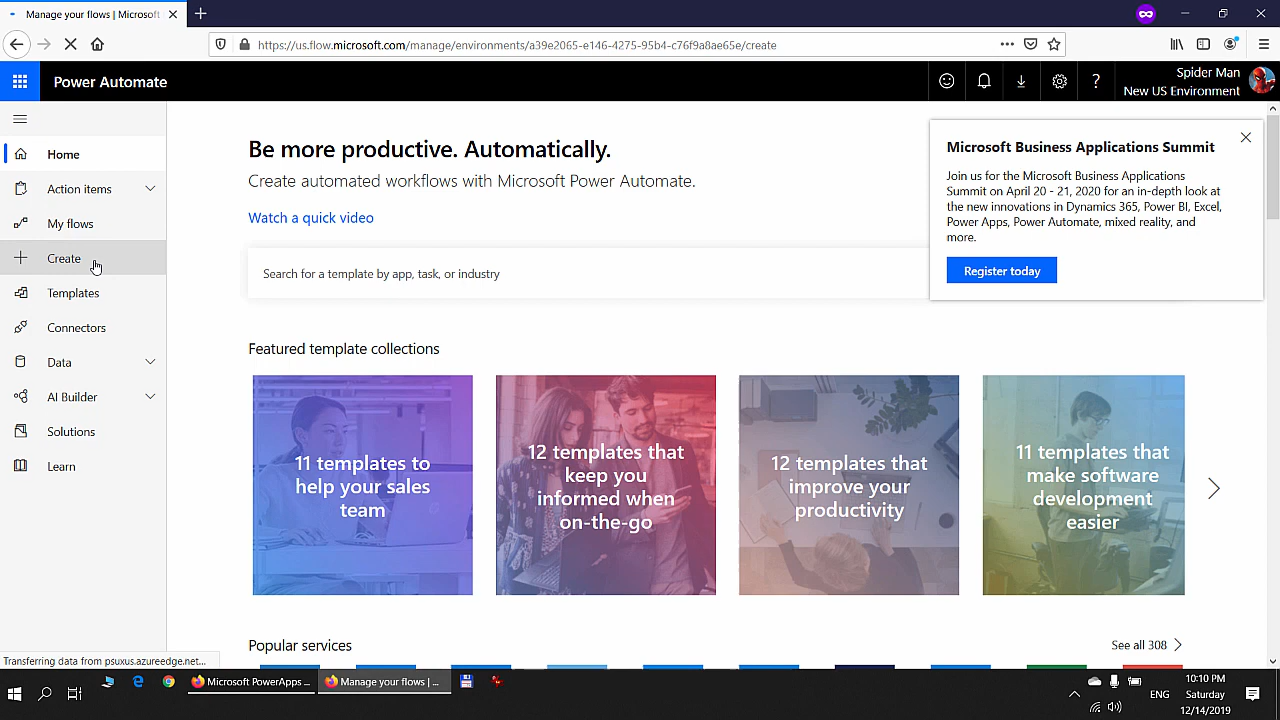 Manage your flows | Microsoft
https://us.flow.microsoft.com/manage/environments/a39e2065-e146-4275-95b4-c76f9a8ae65e/create
Power Automate
Spider Man
New US Environment
Home
Action items
My flows
Create
Templates
Connectors
Data
AI Builder
Solutions
Learn
Be more productive. Automatically.
Create automated workflows with Microsoft Power Automate.
Watch a quick video
Search for a template by app, task, or industry
Microsoft Business Applications Summit
Join us for the Microsoft Business Applications
Summit on April 20 - 21, 2020 for an in-depth look at
the new innovations in Dynamics 365, Power BI, Excel,
Power Apps, Power Automate, mixed reality, and
more.
Register today
Featured template collections
11 templates to
help your sales
team
12 templates that
keep you
informed when
on-the-go
12 templates that
improve your
productivity
11 templates that
make software
development
easier
Popular services
See all 308
Transferring data from psuxus.azureedge.net...
Microsoft PowerApps ...
Manage your flows | ...
ENG
10:10 PM
Saturday
12/14/2019